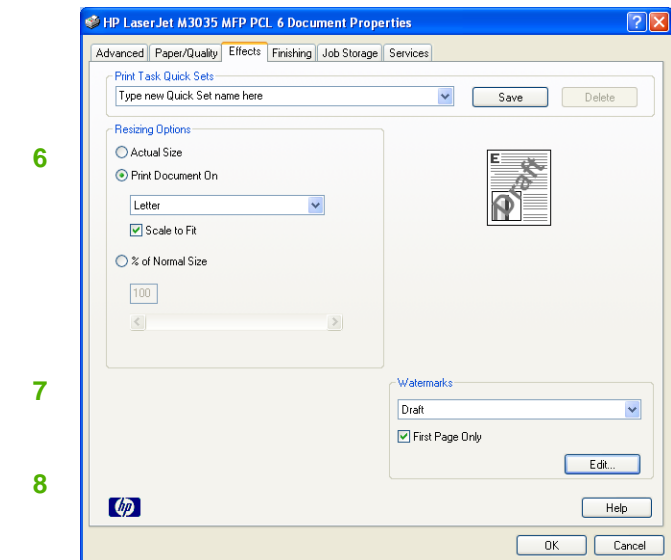 HP LaserJet M3035 MFP PCL 6 Document Properties
Advanced Paper/Quality Effects Finishing Job Storage Services
Print Task Quick Sets
Type new Quick Set name here Save Delete
Resizing Options
6
Actual Size
Print Document On
Letter
Scale to Fit
% of Normal Size
100
E
Draft
7
Watermarks
Draft
First Page Only
Edit...
8
hp
Help
OK Cancel